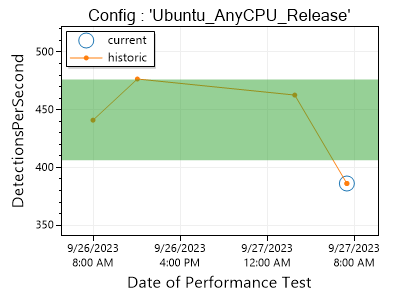 Config : 'Ubuntu_AnyCPU_Release'
current
historic
DetectionsPerSecond
500
450
400
350
9/26/2023
8:00 AM
9/26/2023
4:00 PM
9/27/2023
12:00 AM
9/27/2023
8:00 AM
Date of Performance Test